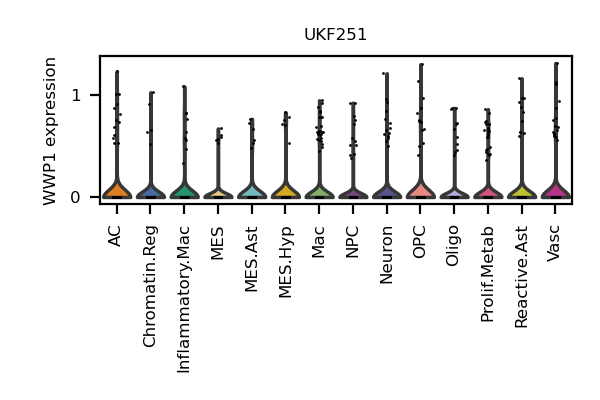 UKF251
WWP1 expression
1
0
AC
Chromatin.Reg
Inflammatory.Mac
MES
MES.Ast
MES.Hyp
Mac
NPC
Neuron
OPC
Oligo
Prolif.Metab
Reactive.Ast
Vasc